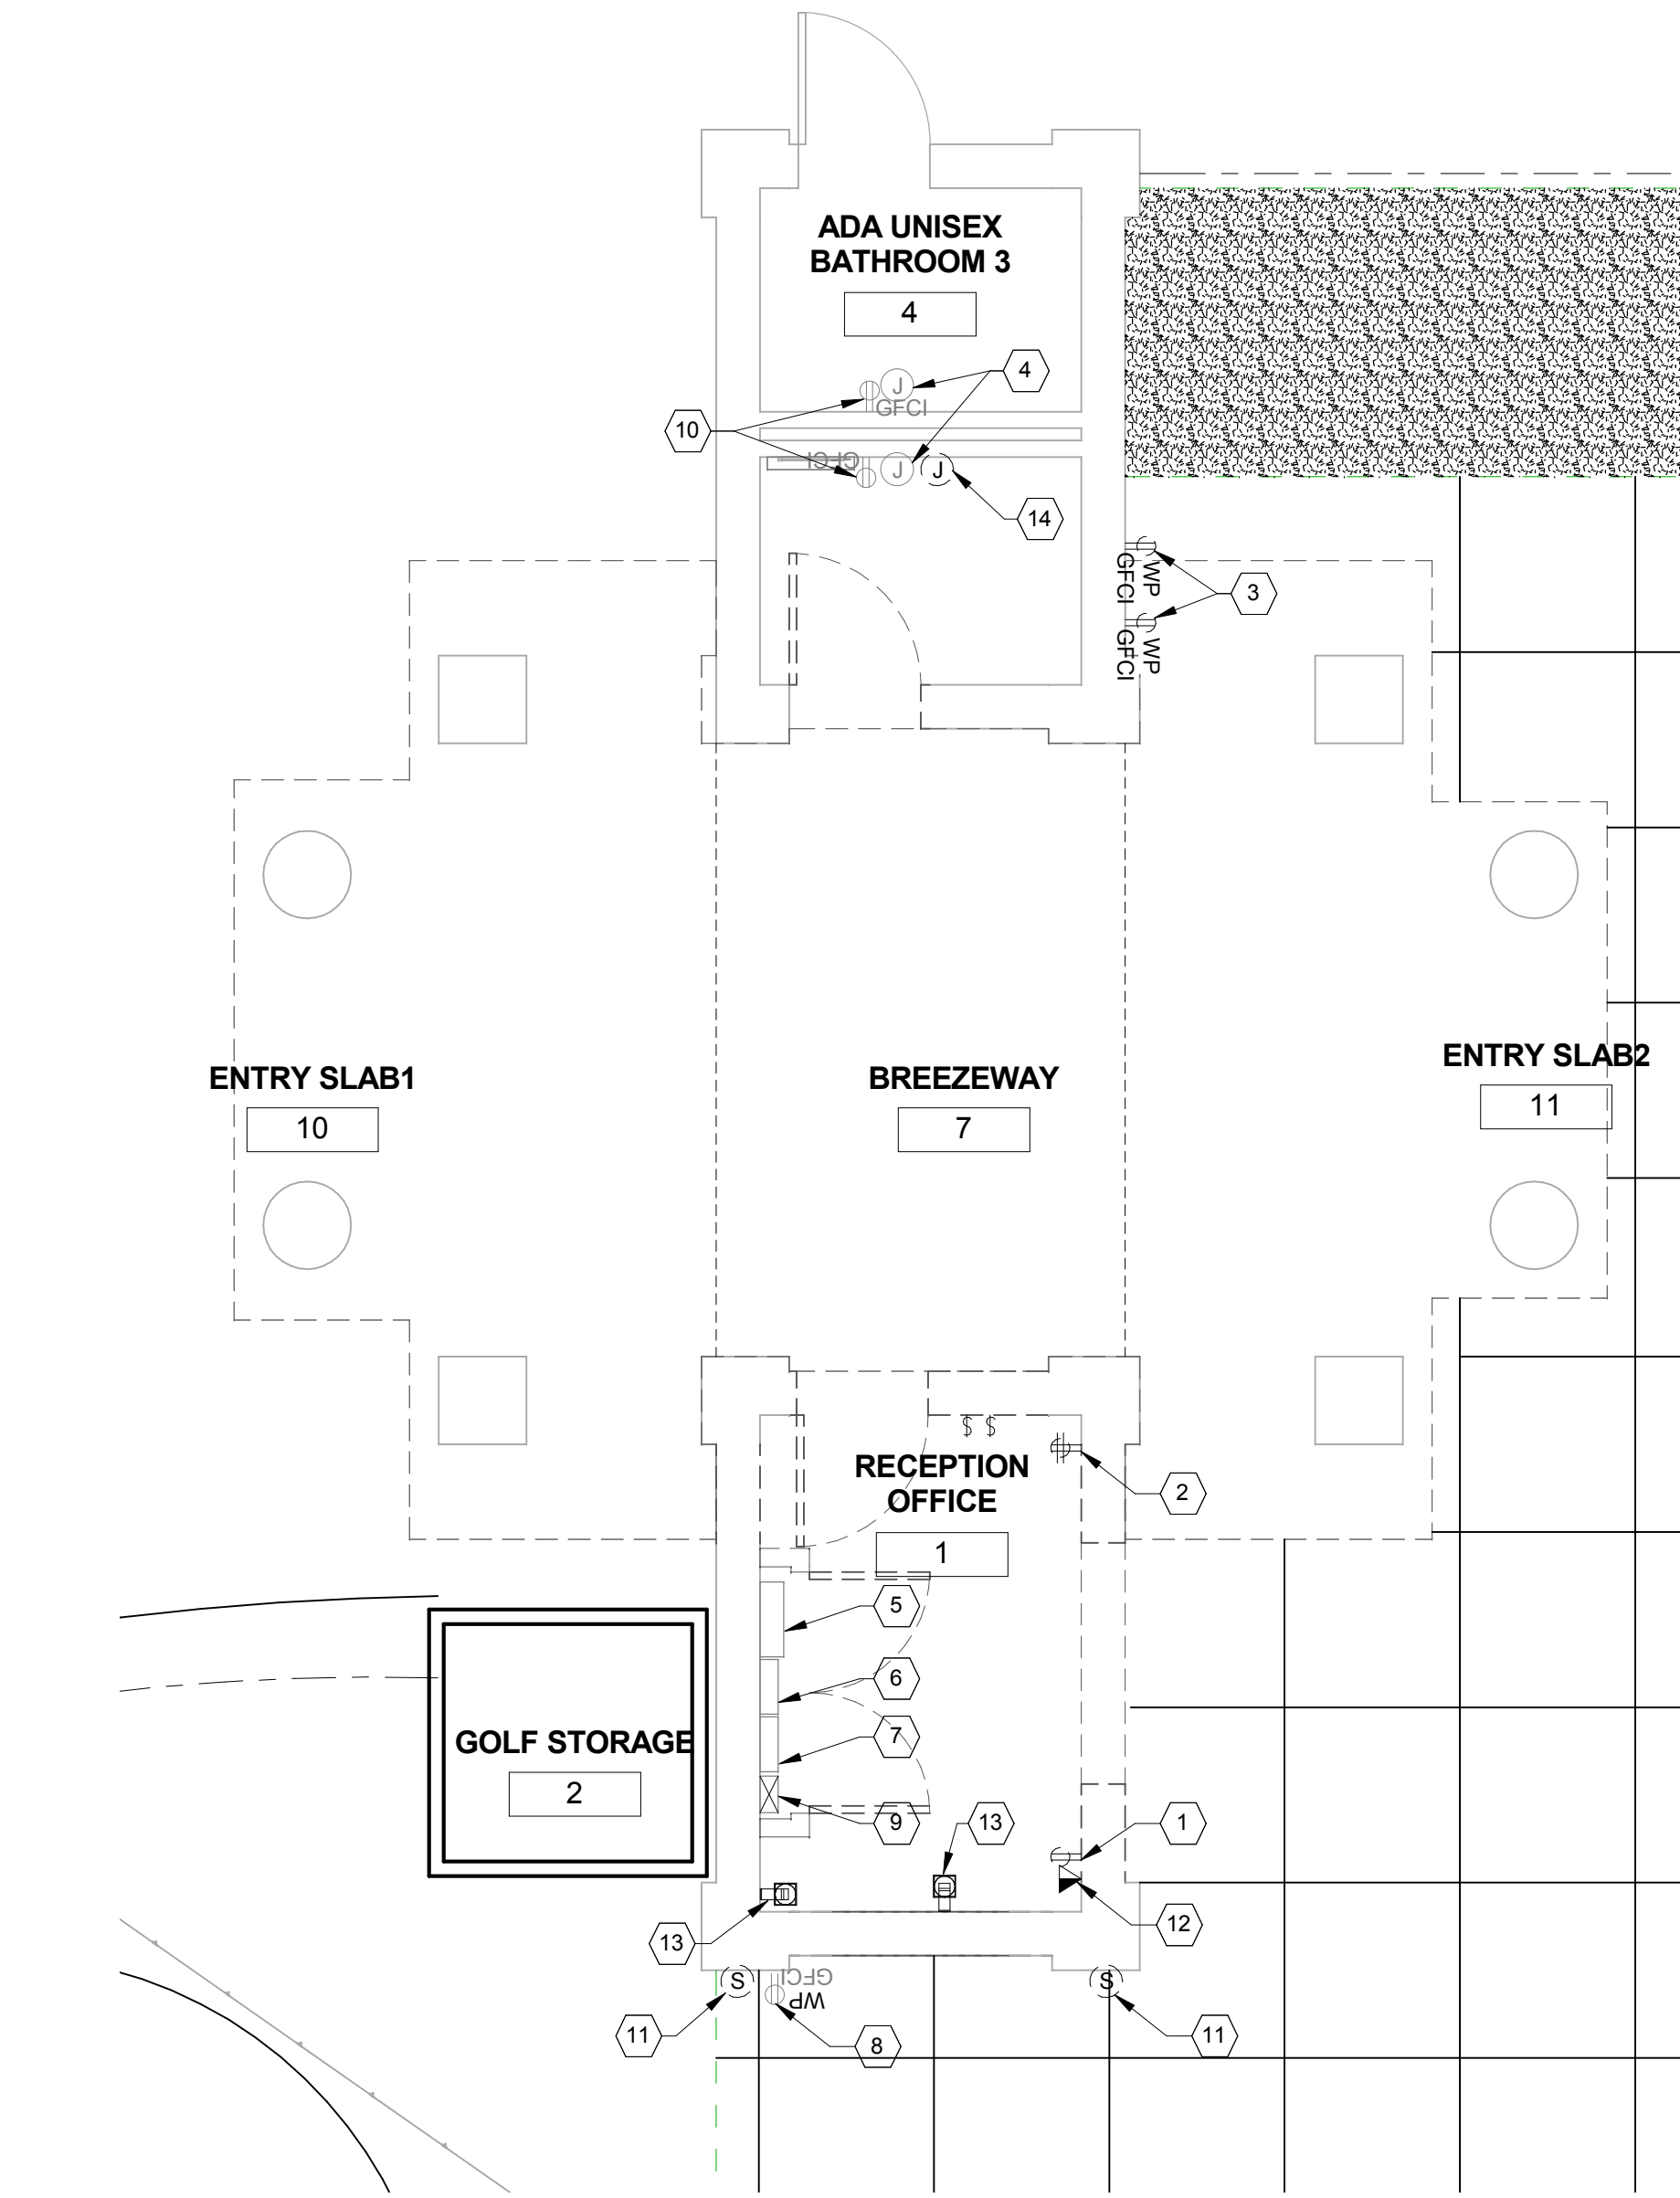 ADA UNISEX
BATHROOM 3
4
4
J
GFCI
10
GFCI
J
J
14
GFCI
WP
3
GFCI
WP
ENTRY SLAB1
10
BREEZEWAY
7
ENTRY SLAB2
11
$ $
RECEPTION
OFFICE
1
2
5
6
7
9
GOLF STORAGE
2
13
1
12
13
S
GFCI
WP
S
11
8
11